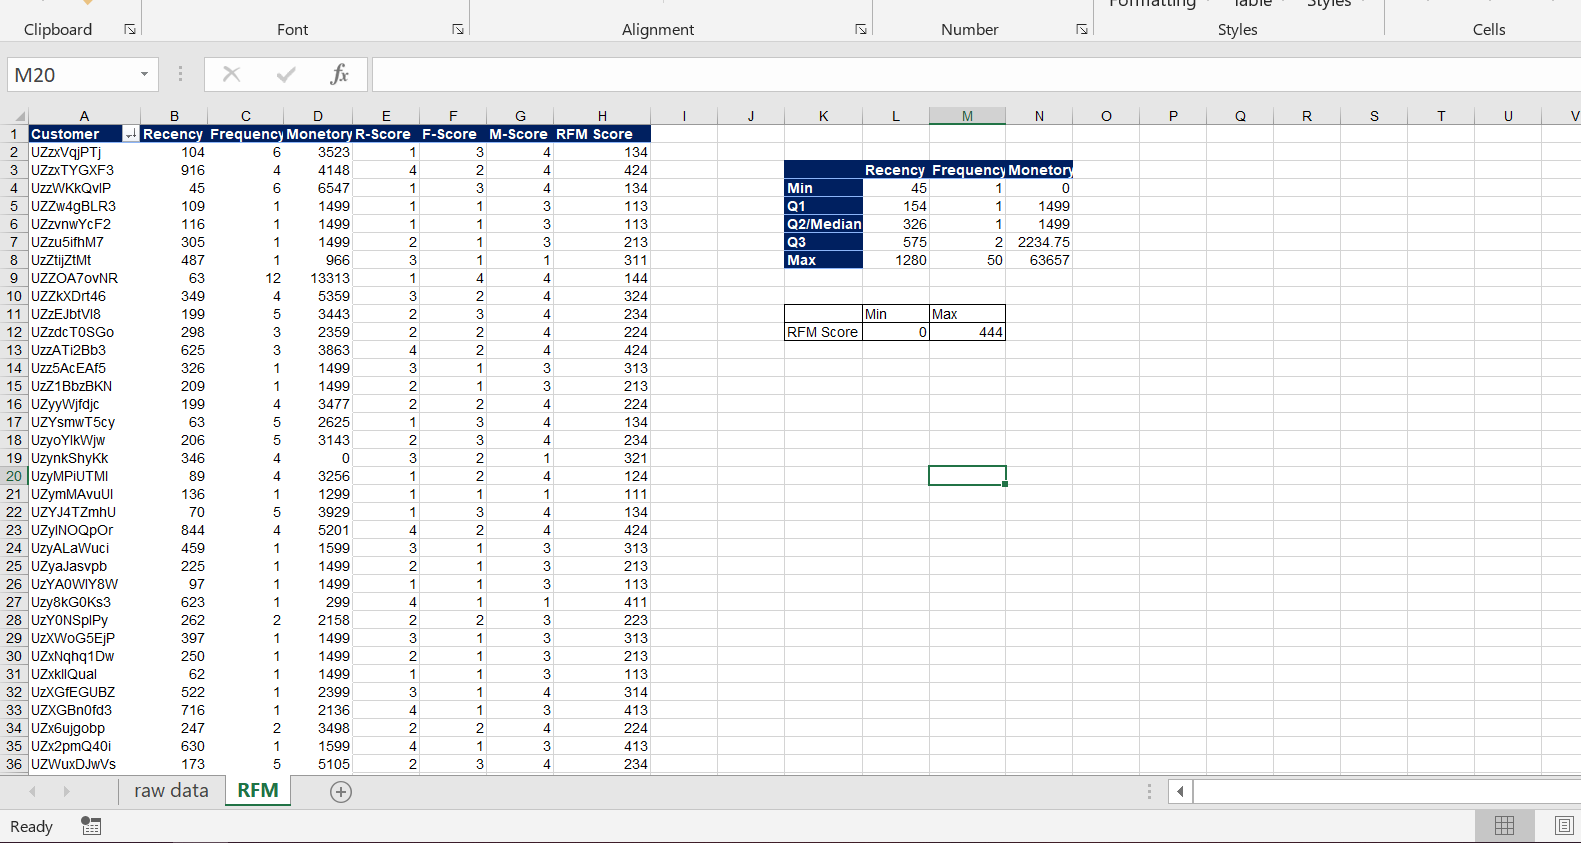 Formatting Table Styles
Clipboard Font Alignment Number Styles Cells
M20 fx
A B C D E F G H I J K L M N O P Q R S T U V
1 Customer Recency Frequency Monetory R-Score F-Score M-Score RFM Score
2 UZzxVqjPTj 104 6 3523 1 3 4 134
3 UZzxTYGXF3 916 4 4148 4 2 4 424 Recency Frequency Monetory
4 UzzWKkQvlP 45 6 6547 1 3 4 134 Min 45 1 0
5 UZZw4gBLR3 109 1 1499 1 1 3 113 Q1 154 1 1499
6 UZzvnwYcF2 116 1 1499 1 1 3 113 Q2/Median 326 1 1499
7 UZzu5ifhM7 305 1 1499 2 1 3 213 Q3 575 2 2234.75
8 UzZtijZtMt 487 1 966 3 1 1 311 Max 1280 50 63657
9 UZZOA7ovNR 63 12 13313 1 4 4 144
10 UZZkXDrt46 349 4 5359 3 2 4 324
11 UZzEJbtVl8 199 5 3443 2 3 4 234 Min Max
12 UZzdcT0SGo 298 3 2359 2 2 4 224 RFM Score 0 444
13 UzzATi2Bb3 625 3 3863 4 2 4 424
14 Uzz5AcEAf5 326 1 1499 3 1 3 313
15 UzZ1BbzBKN 209 1 1499 2 1 3 213
16 UZyyWjfdjc 199 4 3477 2 2 4 224
17 UZYsmwT5cy 63 5 2625 1 3 4 134
18 UzyoYlkWjw 206 5 3143 2 3 4 234
19 UzynkShyKk 346 4 0 3 2 1 321
20 UzyMPiUTMl 89 4 3256 1 2 4 124
21 UZymMAvuUl 136 1 1299 1 1 1 111
22 UZYJ4TZmhU 70 5 3929 1 3 4 134
23 UZylNOQpOr 844 4 5201 4 2 4 424
24 UzyALaWuci 459 1 1599 3 1 3 313
25 UZyaJasvpb 225 1 1499 2 1 3 213
26 UzYA0WlY8W 97 1 1499 1 1 3 113
27 Uzy8kG0Ks3 623 1 299 4 1 1 411
28 UzY0NSplPy 262 2 2158 2 2 3 223
29 UzXWoG5EjP 397 1 1499 3 1 3 313
30 UZxNqhq1Dw 250 1 1499 2 1 3 213
31 UZxkllQual 62 1 1499 1 1 3 113
32 UzXGfEGUBZ 522 1 2399 3 1 4 314
33 UZXGBn0fd3 716 1 2136 4 1 3 413
34 UZx6ujgobp 247 2 3498 2 2 4 224
35 UZx2pmQ40i 630 1 1599 4 1 3 413
36 UZWuxDJwVs 173 5 5105 2 3 4 234
raw data RFM
Ready